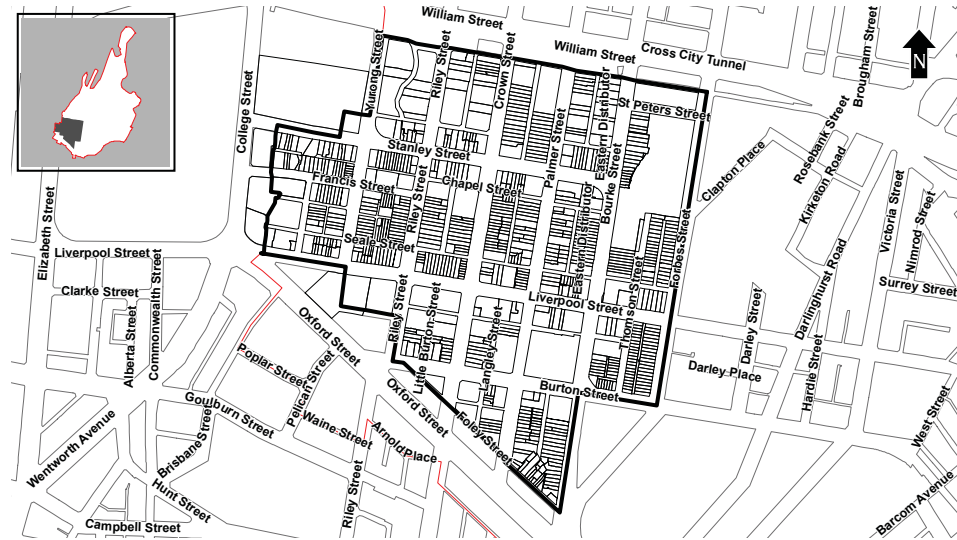 William Street
William Street
Cross City Tunnel
Brougham Street
N
College Street
Yurong Street
Riley Street
Crown Street
Eastern Distributor
St Peters Street
Palmer Street
Rosebank Street
Stanley Street
Clapton Place
Kirketon Road
Francis Street
Chapel Street
Riley Street
Bourke Street
Victoria Street
Nimrod Street
Elizabeth Street
Seale Street
Eastern Distributor
Forbes Street
Liverpool Street
Commonwealth Street
Clarke Street
Darlinghurst Road
Surrey Street
Liverpool Street
Thomson Street
Alberta Street
Oxford Street
Riley Street
Little Burton Street
Langley Street
Darley Street
Hardie Street
Poplar Street
Pelican Street
Darley Place
Burton Street
Goulburn Street
Oxford Street
Foley Street
West Street
Waine Street
Arnold Place
Wentworth Avenue
Brisbane Street
Hunt Street
Riley Street
Campbell Street
Barcom Avenue